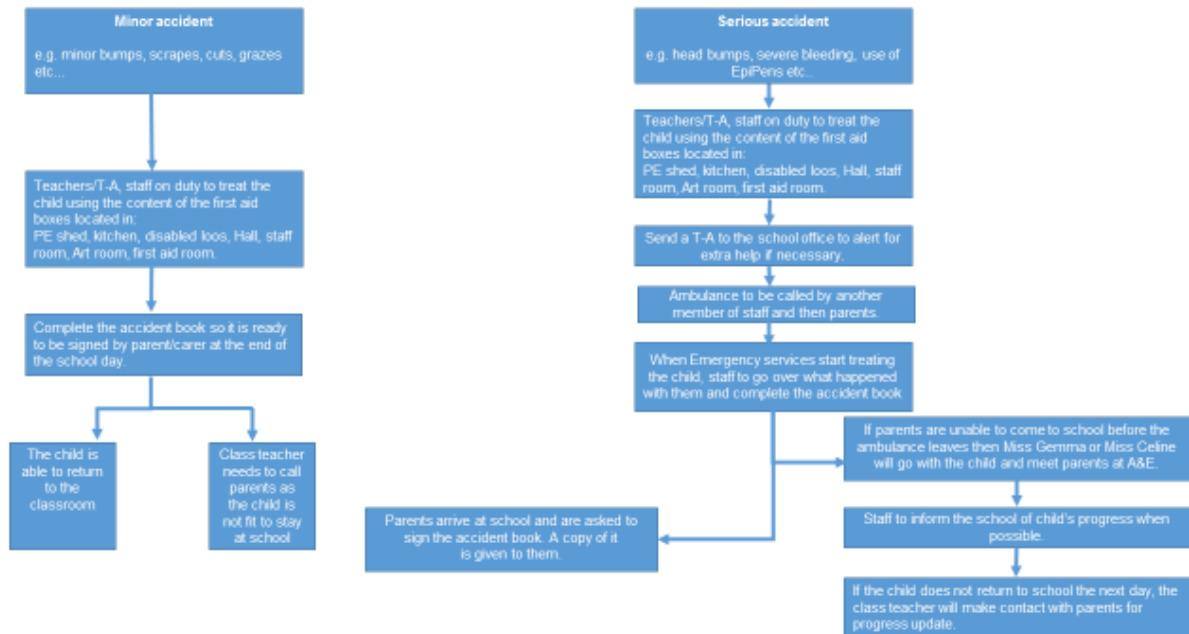 Minor accident
e.g. minor bumps, scrapes, cuts, grazes
etc...
Teachers/T-A, staff on duty to treat the
child using the content of the first aid
boxes located in:
PE shed, kitchen, disabled loos, Hall, staff
room, Art room, first aid room.
Complete the accident book so it is ready
to be signed by parent/carer at the end of
the school day.
The child is
able to return
to the
classroom
Class teacher
needs to call
parents as
the child is
not fit to stay
at school
Serious accident
e.g. head bumps, severe bleeding, use of
EpiPens etc...
Teachers/T-A, staff on duty to treat the
child using the content of the first aid
boxes located in:
PE shed, kitchen, disabled loos, Hall, staff
room, Art room, first aid room.
Send a T-A to the school office to alert for
extra help if necessary.
Ambulance to be called by another
member of staff and then parents.
When Emergency services start treating
the child, staff to go over what happened
with them and complete the accident book
If parents are unable to come to school before the
ambulance leaves then Miss Gemma or Miss Celine
will go with the child and meet parents at A&E.
Parents arrive at school and are asked to
sign the accident book. A copy of it
is given to them.
Staff to inform the school of child's progress when
possible.
If the child does not return to school the next day, the
class teacher will make contact with parents for
progress update.